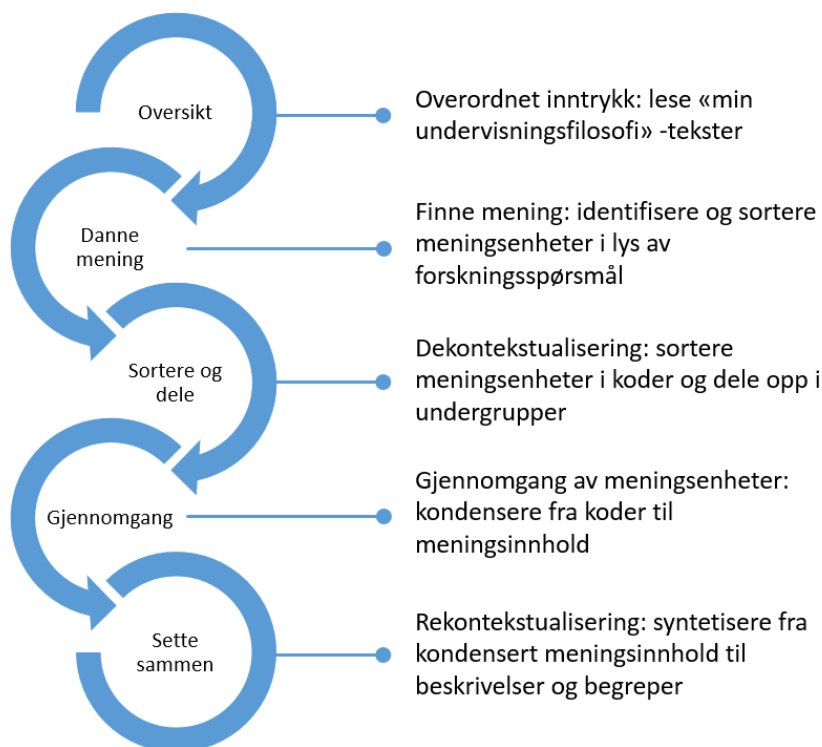 Oversikt
Overordnet inntrykk: lese «min
undervisningsfilosofi» -tekster
Danne
mening
Finne mening: identifisere og sortere
meningsenheter i lys av
forskningsspørsmål
Sortere og
dele
Dekontekstualisering: sortere
meningsenheter i koder og dele opp i
undergrupper
Gjennomgang
Gjennomgang av meningsenheter:
kondensere fra koder til
meningsinnhold
Sette
sammen
Rekontekstualisering: syntetisere fra
kondensert meningsinnhold til
beskrivelser og begreper